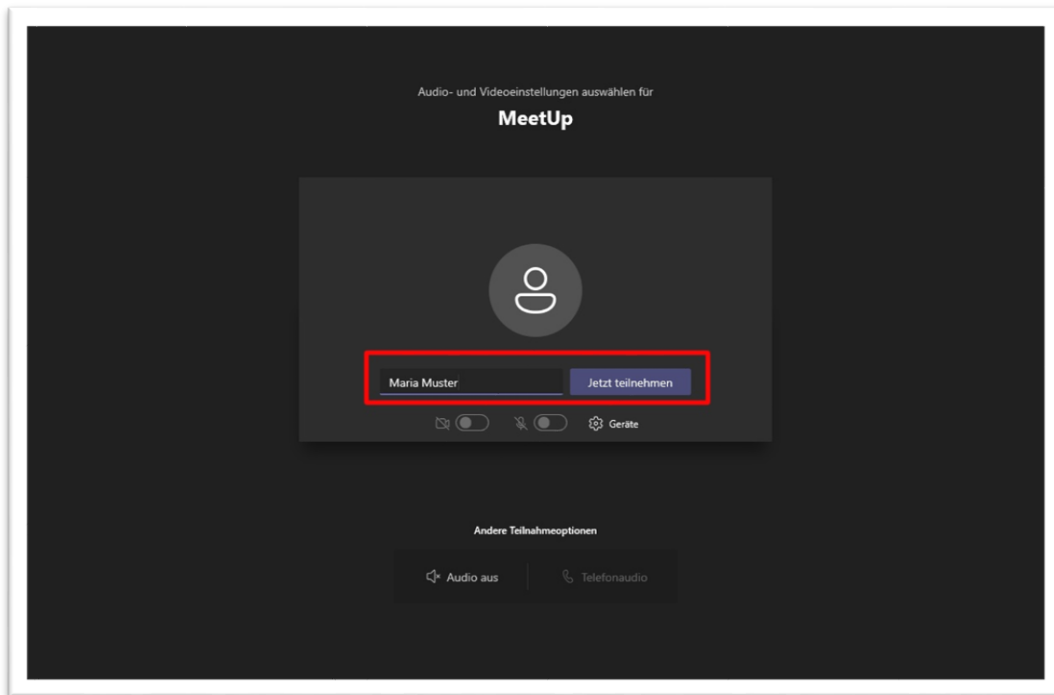 Audio- und Videoeinstellungen auswählen für
MeetUp
Maria Muster
Jetzt teilnehmen
Geräte
Andere Teilnahmeoptionen
Audio aus
Telefonaudio